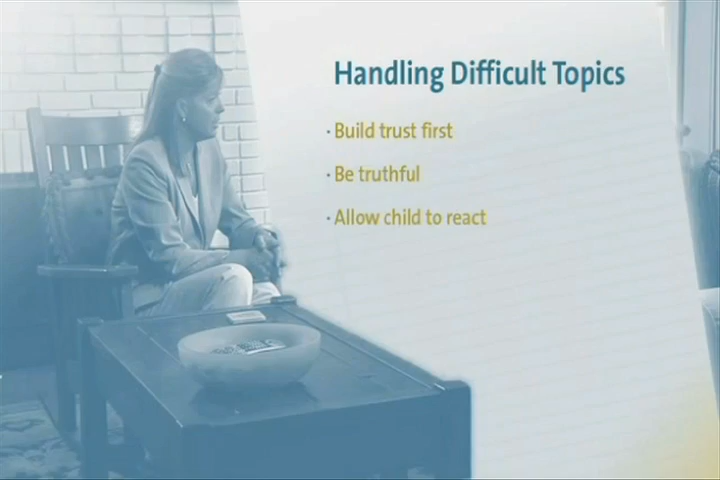 Handling Difficult Topics
· Build trust first
· Be truthful
· Allow child to react